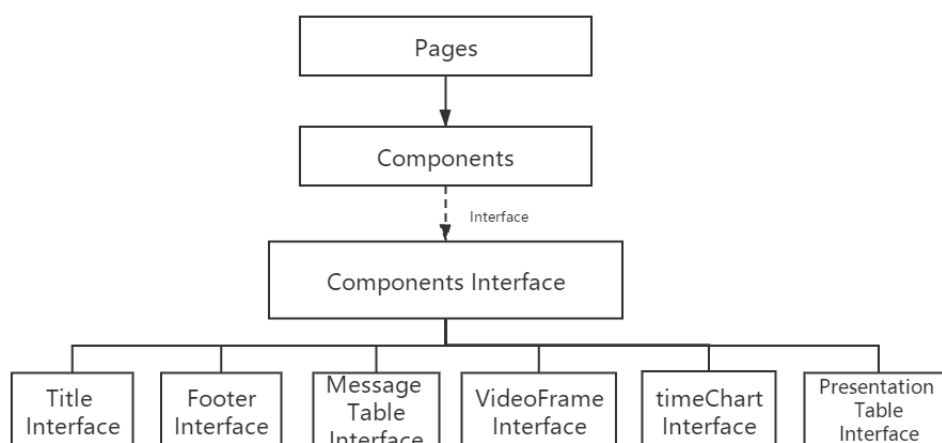 Pages
Components
Interface
Components Interface
Title
Interface
Footer
Interface
Message
Table
Interface
VideoFrame
Interface
timeChart
Interface
Presentation
Table
Interface